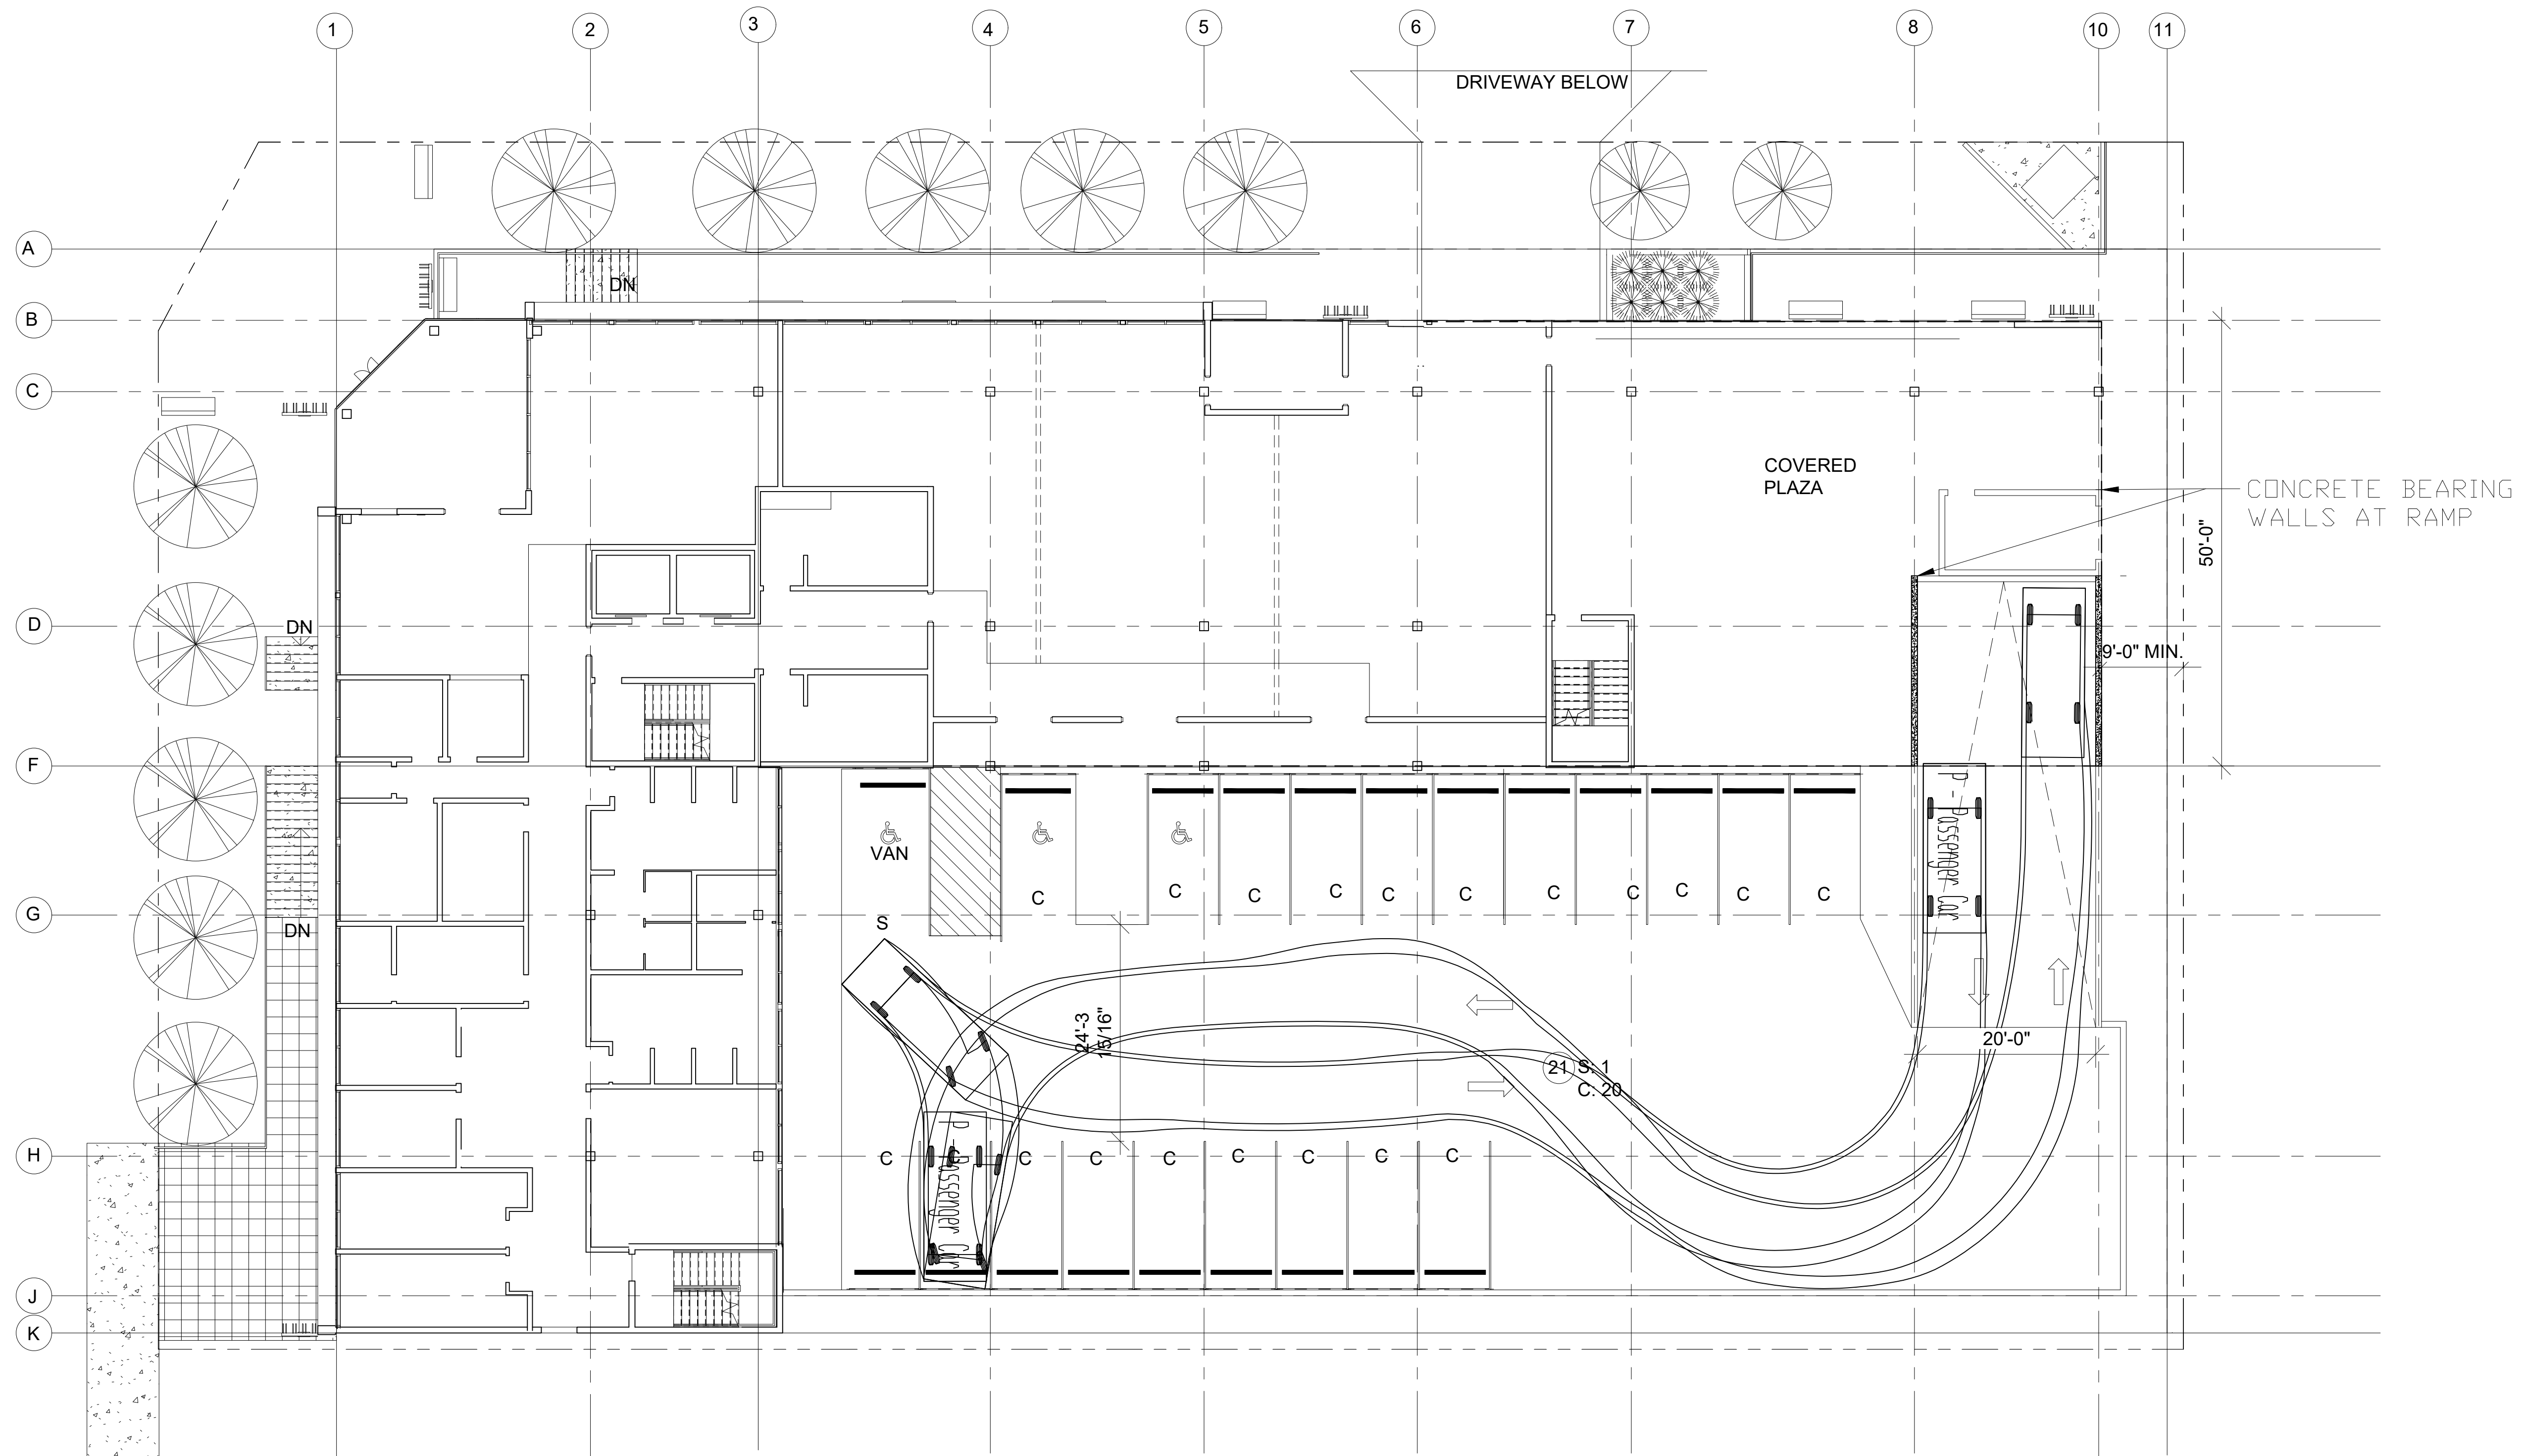 1
2
3
4
5
6
7
8
10
11
DRIVEWAY BELOW
A
DN
B
C
COVERED
PLAZA
CONCRETE BEARING
WALLS AT RAMP
50'-0"
D
DN
9'-0" MIN.
F
P - Passenger Car
VAN
C
C
C
C
C
C
C
C
C
C
C
G
S
DN
24'-3
15/16"
20'-0"
21
S: 1
C: 20
H
C
C
C
C
C
C
C
C
C
P - Passenger Car
J
K